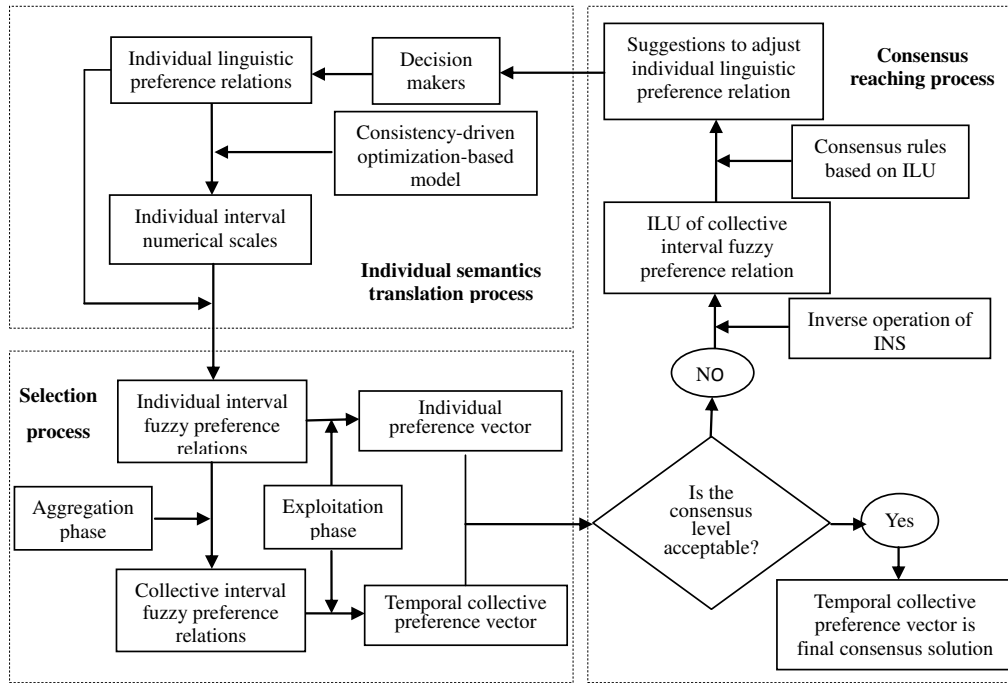 Individual linguistic
preference relations
Decision
makers
Consistency-driven
optimization-based
model
Individual interval
numerical scales
Individual semantics
translation process
Selection
process
Individual interval
fuzzy preference
relations
Individual
preference vector
Aggregation
phase
Exploitation
phase
Collective interval
fuzzy preference
relations
Temporal collective
preference vector
Suggestions to adjust
individual linguistic
preference relation
Consensus
reaching process
Consensus rules
based on ILU
ILU of collective
interval fuzzy
preference relation
Inverse operation of
INS
NO
Is the
consensus
level
acceptable?
Yes
Temporal collective
preference vector is
final consensus solution